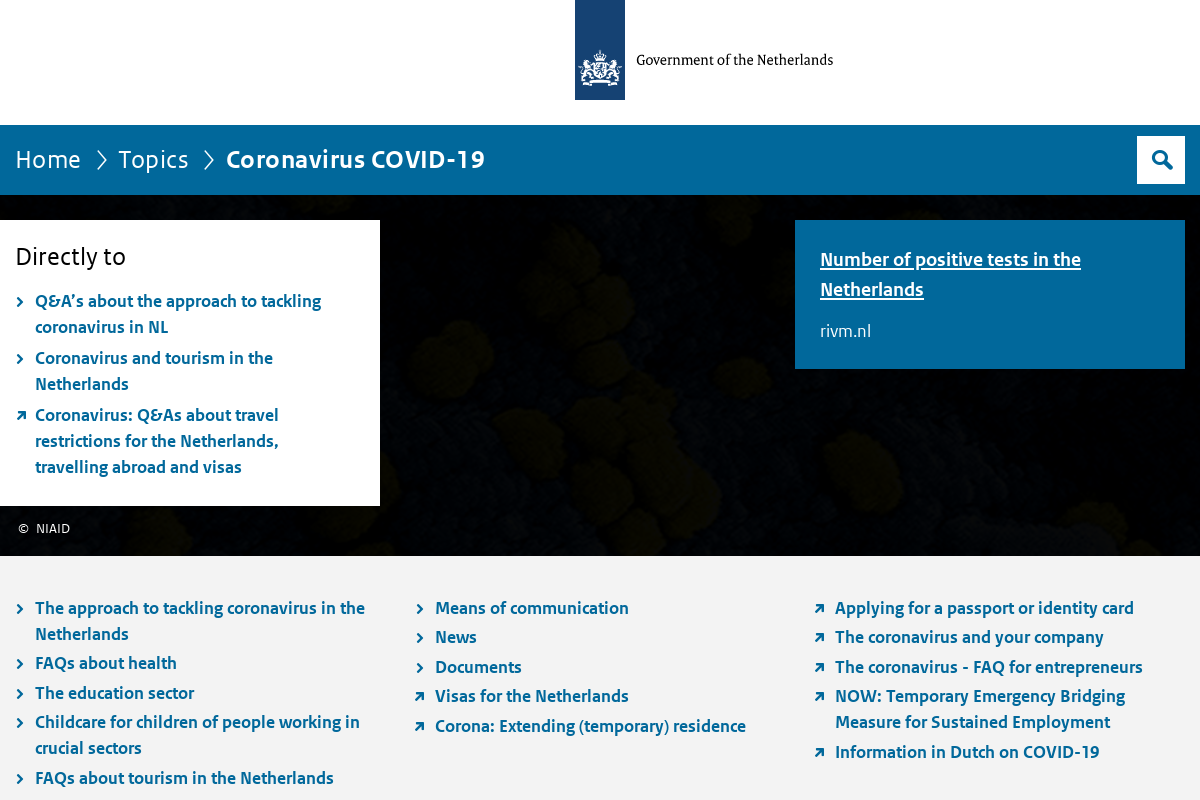 Government of the Netherlands
Home
Topics
Coronavirus COVID-19
Directly to
Q&A’s about the approach to tackling
coronavirus in NL
Coronavirus and tourism in the
Netherlands
Coronavirus: Q&As about travel
restrictions for the Netherlands,
travelling abroad and visas
Number of positive tests in the
Netherlands
rivm.nl
© NIAID
The approach to tackling coronavirus in the
Netherlands
FAQs about health
The education sector
Childcare for children of people working in
crucial sectors
FAQs about tourism in the Netherlands
Means of communication
News
Documents
Visas for the Netherlands
Corona: Extending (temporary) residence
Applying for a passport or identity card
The coronavirus and your company
The coronavirus - FAQ for entrepreneurs
NOW: Temporary Emergency Bridging
Measure for Sustained Employment
Information in Dutch on COVID-19